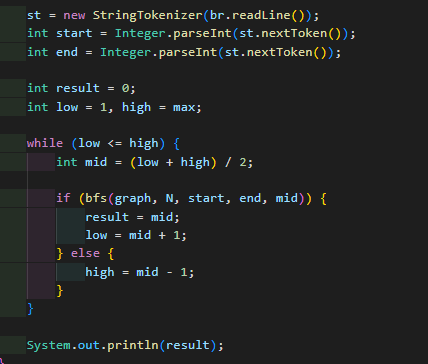 st = new StringTokenizer(br.readLine());
int start = Integer.parseInt(st.nextToken());
int end = Integer.parseInt(st.nextToken());

int result = 0;
int low = 1, high = max;

while (low <= high) {
    int mid = (low + high) / 2;

    if (bfs(graph, N, start, end, mid)) {
        result = mid;
        low = mid + 1;
    } else {
        high = mid - 1;
    }
}

System.out.println(result);
}